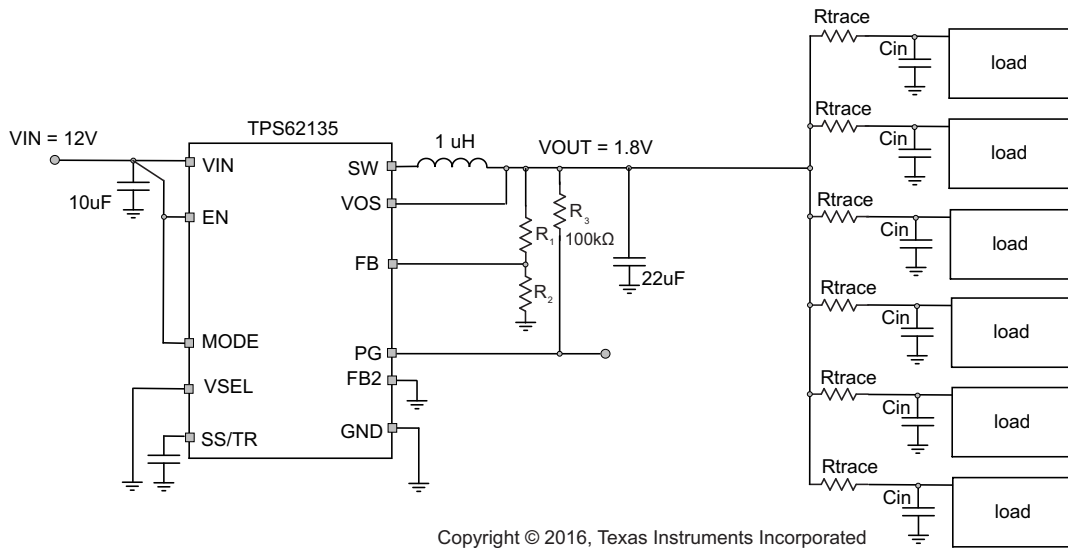 TPS62135
VIN = 12V
10uF
VIN
EN
MODE
VSEL
SS/TR
SW
VOS
FB
PG
FB2
GND
1 uH
VOUT = 1.8V
R1
R2
R3
100kΩ
22uF
Rtrace
Cin
load
Rtrace
Cin
load
Rtrace
Cin
load
Rtrace
Cin
load
Rtrace
Cin
load
Rtrace
Cin
load
Copyright © 2016, Texas Instruments Incorporated